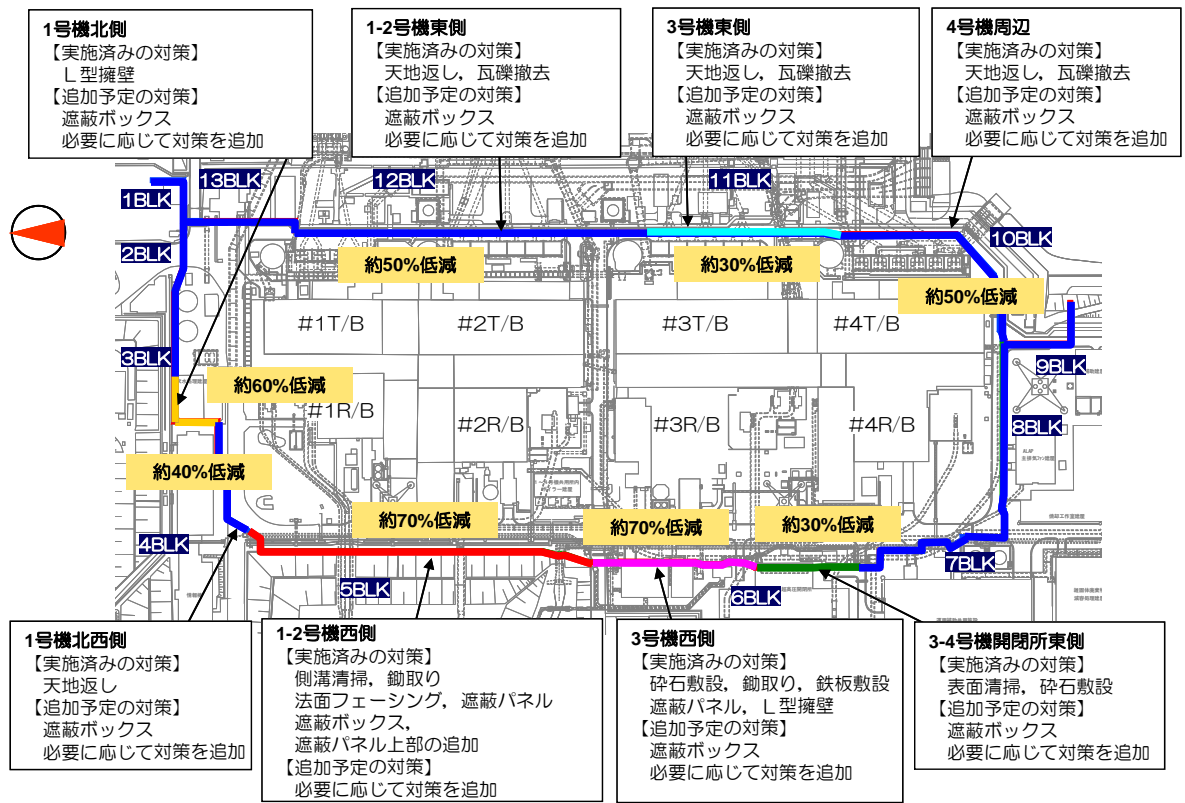 1号機北側
【実施済みの対策】
L型擁壁
【追加予定の対策】
遮蔽ボックス
必要に応じて対策を追加
1-2号機東側
【実施済みの対策】
天地返し，瓦礫撤去
【追加予定の対策】
遮蔽ボックス
必要に応じて対策を追加
3号機東側
【実施済みの対策】
天地返し，瓦礫撤去
【追加予定の対策】
遮蔽ボックス
必要に応じて対策を追加
4号機周辺
【実施済みの対策】
天地返し，瓦礫撤去
【追加予定の対策】
遮蔽ボックス
必要に応じて対策を追加
1BLK
13BLK
12BLK
11BLK
10BLK
2BLK
約50%低減
約30%低減
約50%低減
#1T/B
#2T/B
#3T/B
#4T/B
3BLK
9BLK
約60%低減
#1R/B
#2R/B
#3R/B
#4R/B
8BLK
約40%低減
約70%低減
約70%低減
約30%低減
4BLK
5BLK
6BLK
7BLK
1号機北西側
【実施済みの対策】
天地返し
【追加予定の対策】
遮蔽ボックス
必要に応じて対策を追加
1-2号機西側
【実施済みの対策】
側溝清掃，鋤取り
法面フェーシング，遮蔽パネル
遮蔽ボックス，
遮蔽パネル上部の追加
【追加予定の対策】
必要に応じて対策を追加
3号機西側
【実施済みの対策】
砕石敷設，鋤取り，鉄板敷設
遮蔽パネル，L型擁壁
【追加予定の対策】
遮蔽ボックス
必要に応じて対策を追加
3-4号機開閉所東側
【実施済みの対策】
表面清掃，砕石敷設
【追加予定の対策】
遮蔽ボックス
必要に応じて対策を追加